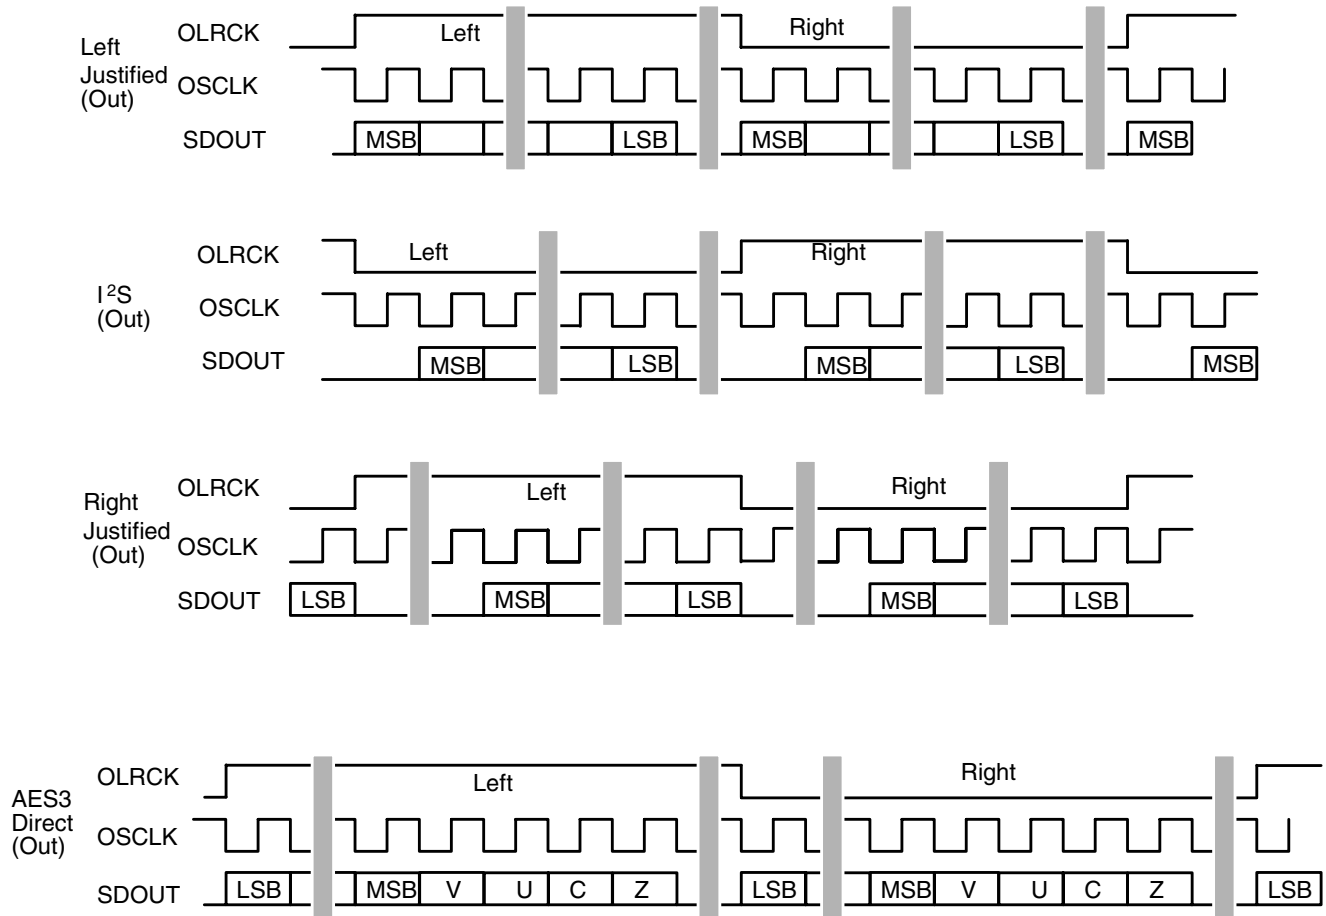 OLRCK Left Right
Left
Justified
(Out)
OSCLK
SDOUT MSB LSB MSB LSB MSB
OLRCK Left Right
I²S
(Out)
OSCLK
SDOUT MSB LSB MSB LSB MSB
OLRCK Left Right
Right
Justified
(Out)
OSCLK
SDOUT LSB MSB LSB MSB LSB
OLRCK Left Right
AES3
Direct
(Out)
OSCLK
SDOUT LSB MSB V U C Z LSB MSB V U C Z LSB